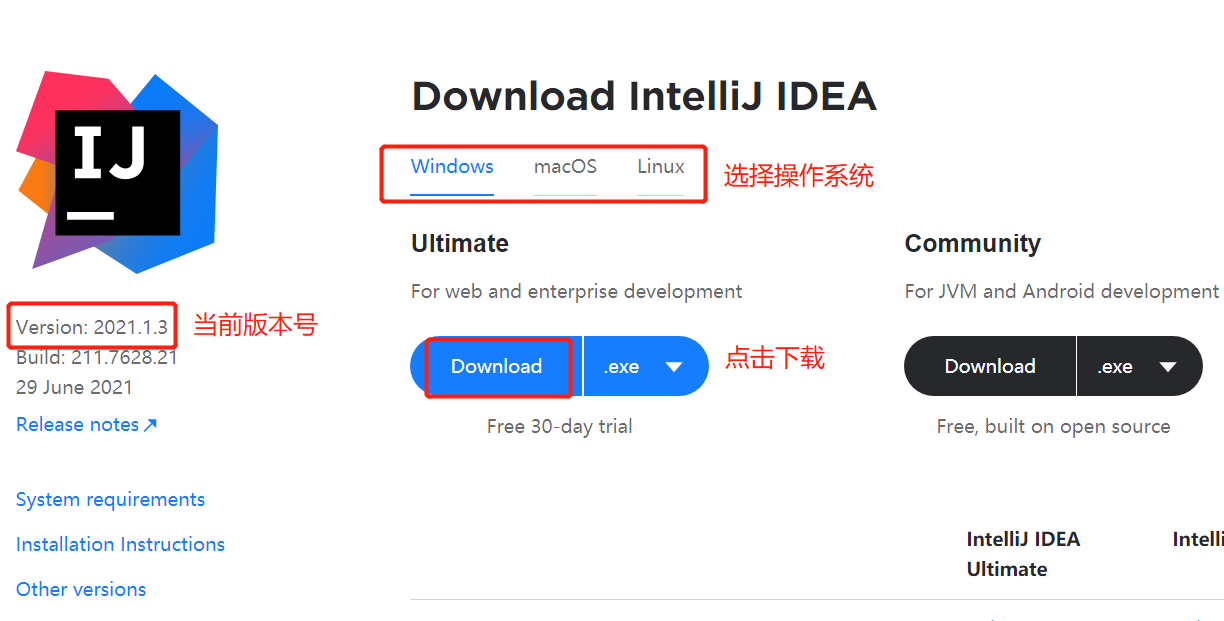 IJ
Download IntelliJ IDEA
Windows macOS Linux
选择操作系统
Ultimate
For web and enterprise development
Download .exe
点击下载
Free 30-day trial
Community
For JVM and Android development
Download .exe
Free, built on open source
Version: 2021.1.3
当前版本号
Build: 211.7628.21
29 June 2021
Release notes
System requirements
Installation Instructions
Other versions
IntelliJ IDEA
Ultimate
Intelli